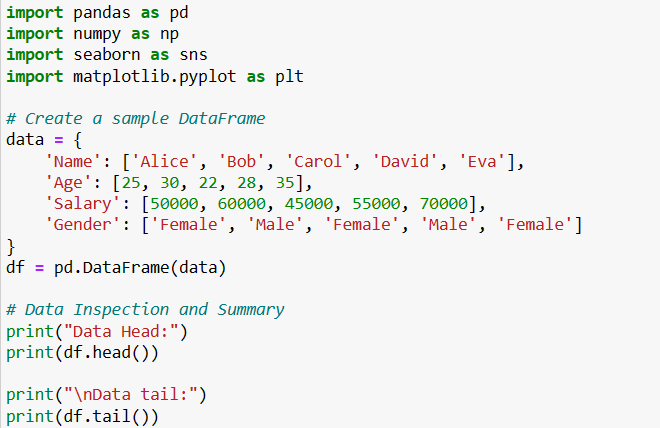 import pandas as pd
import numpy as np
import seaborn as sns
import matplotlib.pyplot as plt

# Create a sample DataFrame
data = {
    'Name': ['Alice', 'Bob', 'Carol', 'David', 'Eva'],
    'Age': [25, 30, 22, 28, 35],
    'Salary': [50000, 60000, 45000, 55000, 70000],
    'Gender': ['Female', 'Male', 'Female', 'Male', 'Female']
}
df = pd.DataFrame(data)

# Data Inspection and Summary
print("Data Head:")
print(df.head())

print("\nData tail:")
print(df.tail())